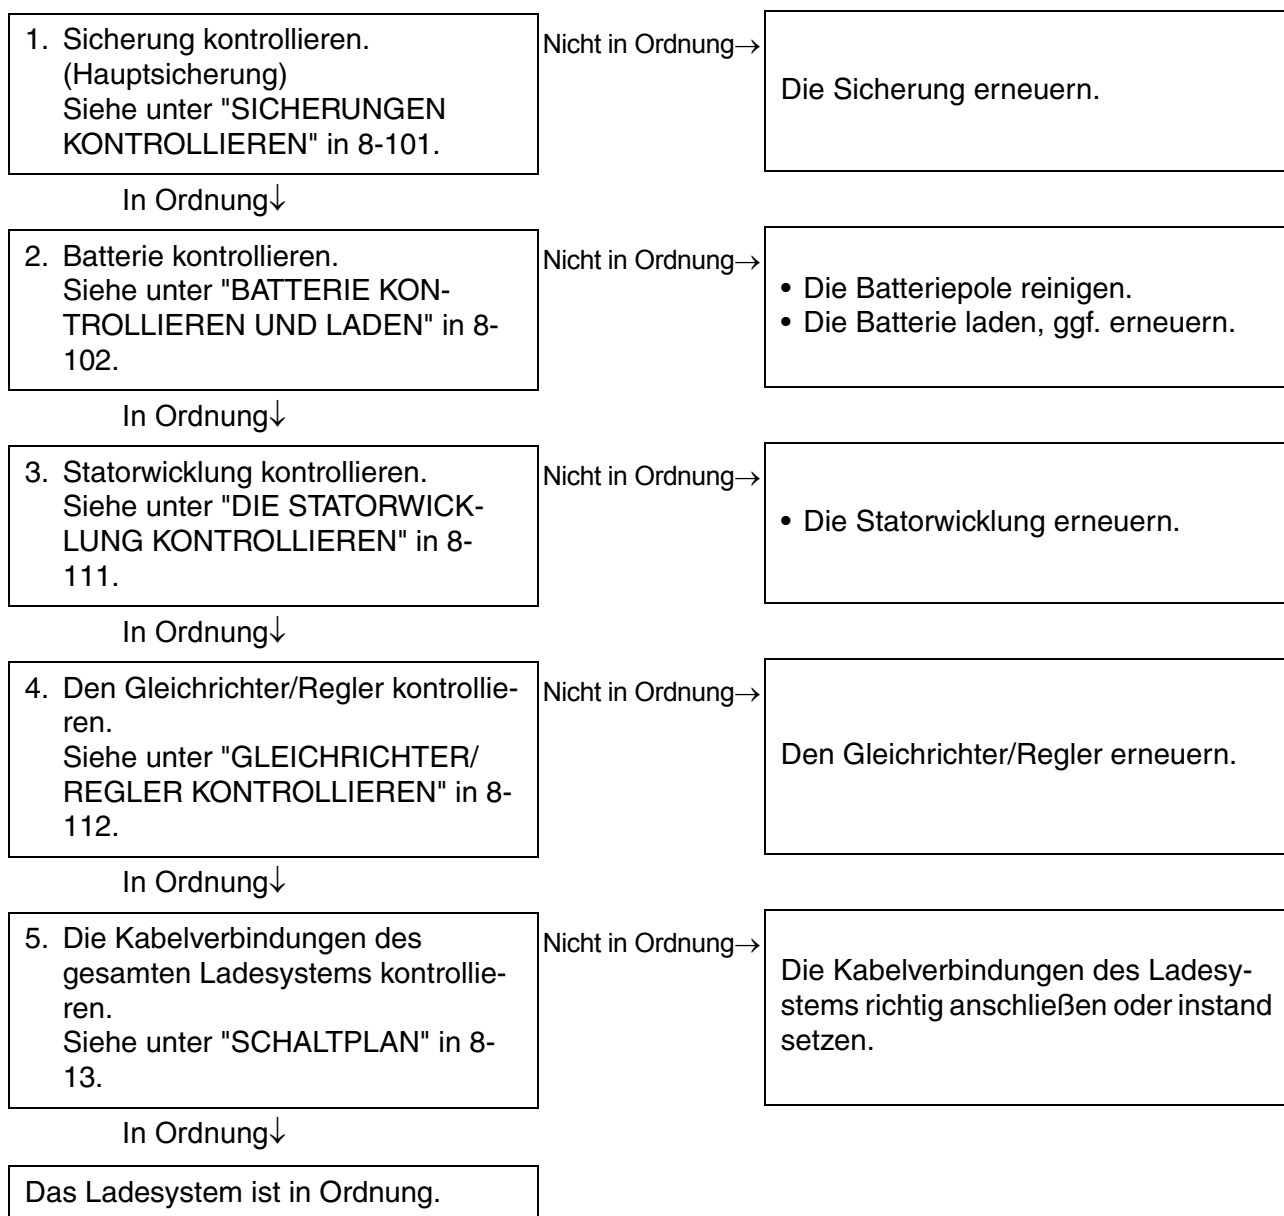 1. Sicherung kontrollieren.
(Hauptsicherung)
Siehe unter "SICHERUNGEN
KONTROLLIEREN" in 8-101.
Nicht in Ordnung→
Die Sicherung erneuern.
In Ordnung↓
2. Batterie kontrollieren.
Siehe unter "BATTERIE KON-
TROLLIEREN UND LADEN" in 8-
102.
Nicht in Ordnung→
• Die Batteriepole reinigen.
• Die Batterie laden, ggf. erneuern.
In Ordnung↓
3. Statorwicklung kontrollieren.
Siehe unter "DIE STATORWICK-
LUNG KONTROLLIEREN" in 8-
111.
Nicht in Ordnung→
• Die Statorwicklung erneuern.
In Ordnung↓
4. Den Gleichrichter/Regler kontrollie-
ren.
Siehe unter "GLEICHRICHTER/
REGLER KONTROLLIEREN" in 8-
112.
Nicht in Ordnung→
Den Gleichrichter/Regler erneuern.
In Ordnung↓
5. Die Kabelverbindungen des
gesamten Ladesystems kontrollie-
ren.
Siehe unter "SCHALTPLAN" in 8-
13.
Nicht in Ordnung→
Die Kabelverbindungen des Ladesy-
stems richtig anschließen oder instand
setzen.
In Ordnung↓
Das Ladesystem ist in Ordnung.